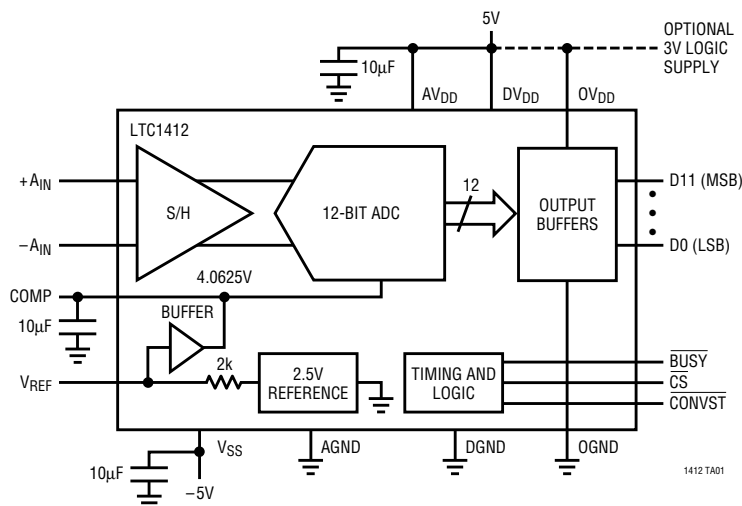 5V
OPTIONAL
3V LOGIC
SUPPLY
10μF
AVDD
DVDD
OVDD
LTC1412
+AIN
S/H
12-BIT ADC
12
OUTPUT
BUFFERS
D11 (MSB)
−AIN
D0 (LSB)
4.0625V
COMP
BUFFER
10μF
VREF
2k
2.5V
REFERENCE
TIMING AND
LOGIC
BUSY
CS
CONVST
VSS
AGND
DGND
OGND
10μF
−5V
1412 TA01